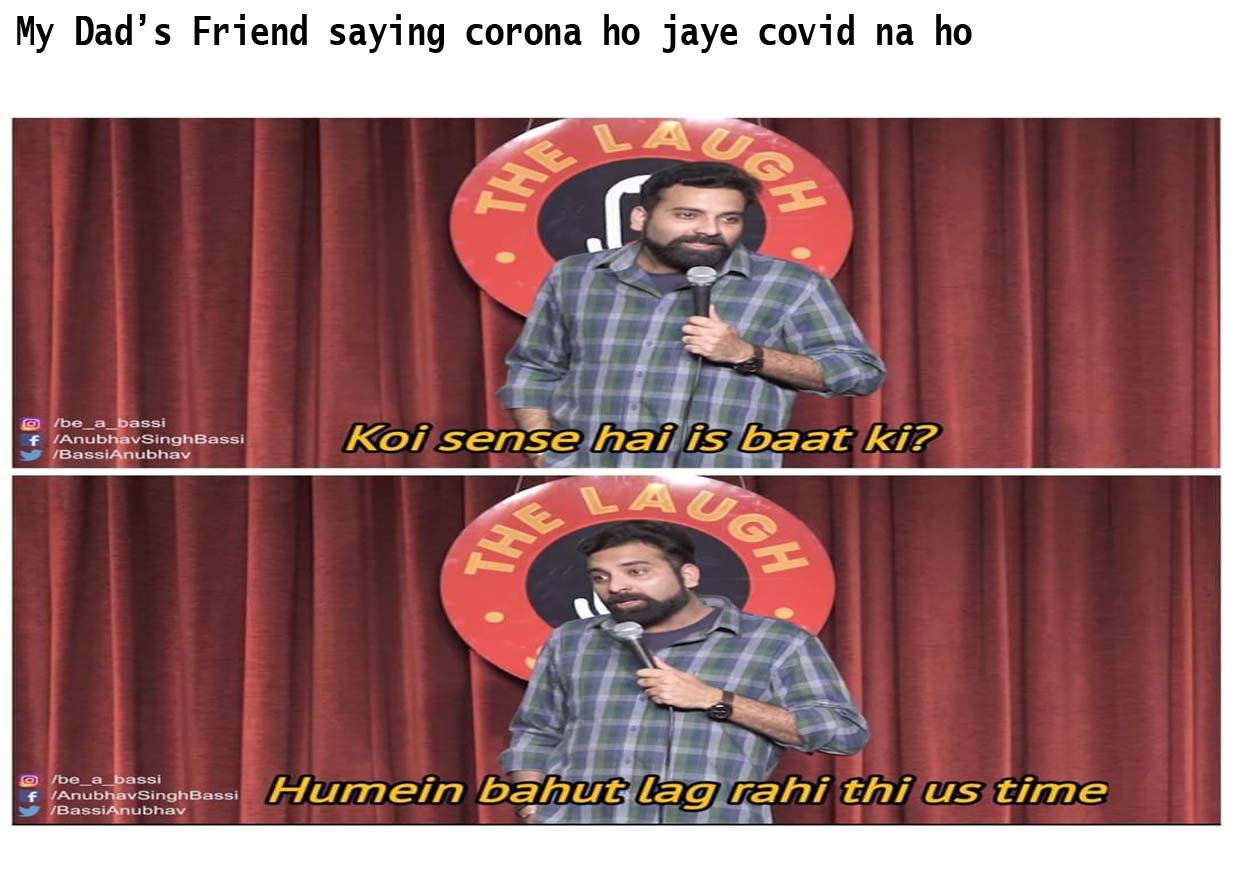 My Dad’s Friend saying corona ho jaye covid na ho
THE LAUGH
/be_a_bassi
/AnubhavSinghBassi
/BassiAnubhav
Koi sense hai is baat ki?
THE LAUGH
/be_a_bassi
/AnubhavSinghBassi
/BassiAnubhav
Humein bahut lag rahi thi us time